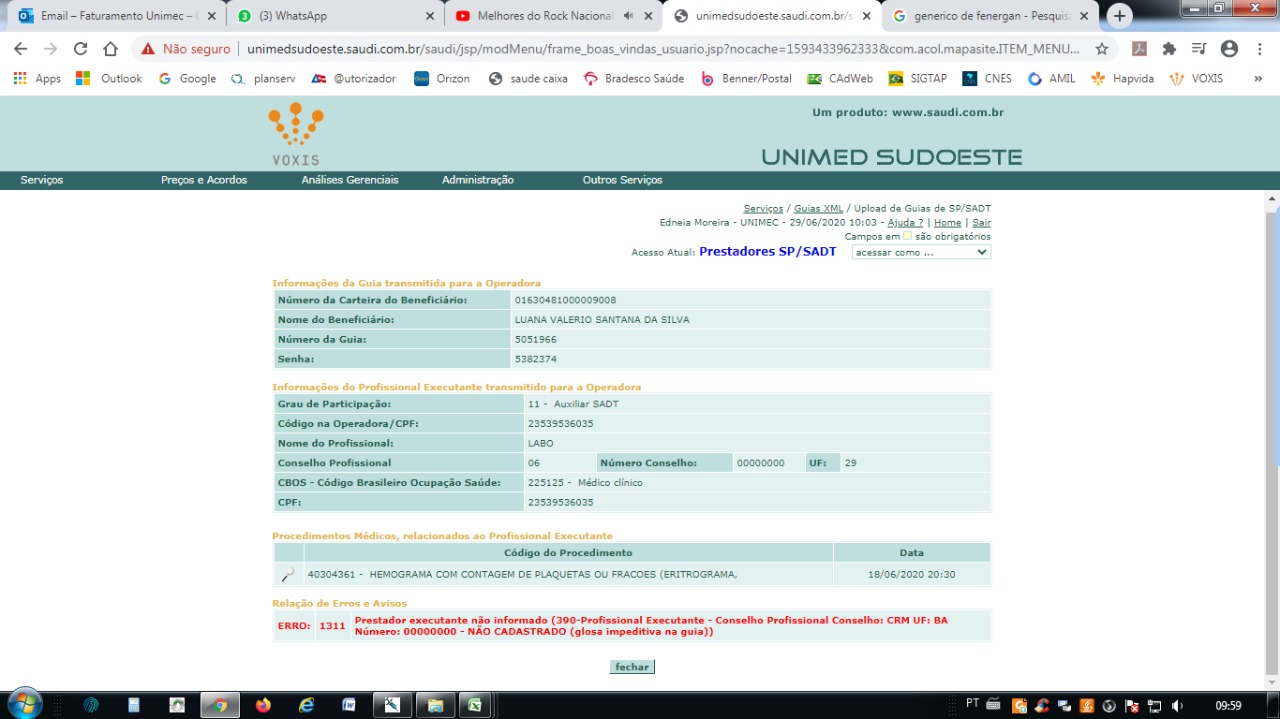 Email – Faturamento Unimec – C
(3) WhatsApp
Melhores do Rock Nacional
unimedsudoeste.saudi.com.br/s
generico de fenergan - Pesquis
Não seguro | unimedsudoeste.saudi.com.br/saudi/jsp/modMenu/frame_boas_vindas_usuario.jsp?nocache=1593433962333&com.acol.mapasite.ITEM_MENU...
Apps Outlook Google planserv @utorizador Orizon saude caixa Bradesco Saúde Benner/Postal CAdWeb SIGTAP CNES AMIL Hapvida VOXIS »
VOXIS
Um produto: www.saudi.com.br
UNIMED SUDOESTE
Serviços Preços e Acordos Análises Gerenciais Administração Outros Serviços
Serviços / Guias XML / Upload de Guias de SP/SADT
Edneia Moreira - UNIMEC - 29/06/2020 10:03 - Ajuda ? | Home | Sair
Campos em são obrigatórios
Acesso Atual: Prestadores SP/SADT acessar como ...
Informações da Guia transmitida para a Operadora
Número da Carteira do Beneficiário: 01630481000009008
Nome do Beneficiário: LUANA VALERIO SANTANA DA SILVA
Número da Guia: 5051966
Senha: 5382374
Informações do Profissional Executante transmitido para a Operadora
Grau de Participação: 11 - Auxiliar SADT
Código na Operadora/CPF: 23539536035
Nome do Profissional: LABO
Conselho Profissional 06 Número Conselho: 00000000 UF: 29
CBOS - Código Brasileiro Ocupação Saúde: 225125 - Médico clínico
CPF: 23539536035
Procedimentos Médicos, relacionados ao Profissional Executante
Código do Procedimento Data
40304361 - HEMOGRAMA COM CONTAGEM DE PLAQUETAS OU FRACOES (ERITROGRAMA, 18/06/2020 20:30
Relação de Erros e Avisos
ERRO: 1311 Prestador executante não informado (390-Profissional Executante - Conselho Profissional Conselho: CRM UF: BA
Número: 00000000 - NÃO CADASTRADO (glosa impeditiva na guia))
fechar
PT 09:59